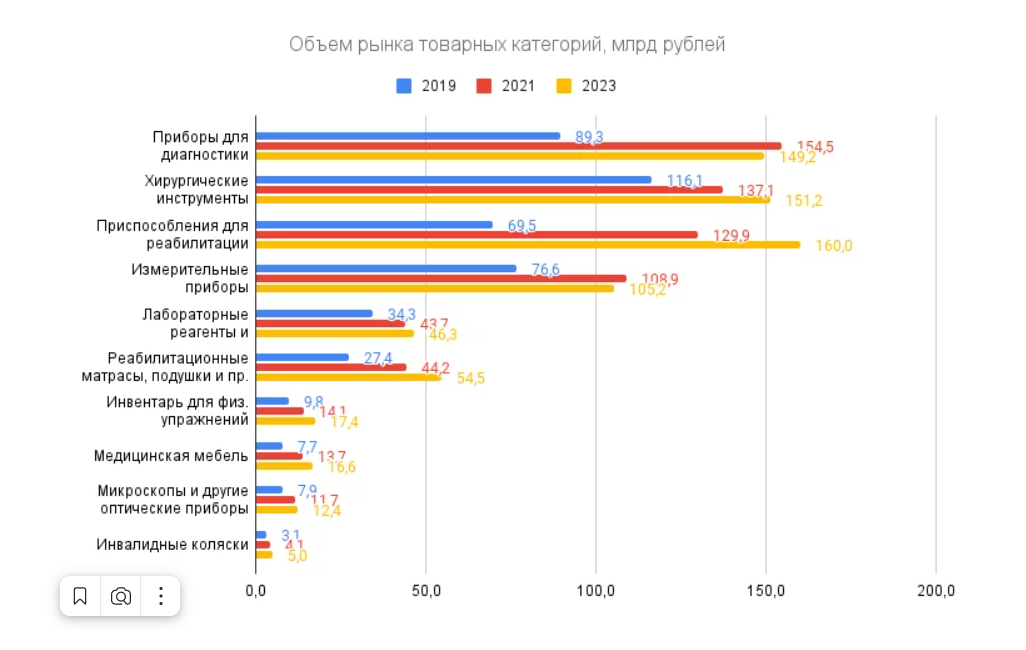 Объем рынка товарных категорий, млрд рублей
2019 2021 2023
Приборы для
диагностики
89,3
154,5
149,2
Хирургические
инструменты
116,1
137,1
151,2
Приспособления для
реабилитации
69,5
129,9
160,0
Измерительные
приборы
76,6
108,9
105,2
Лабораторные
реагенты и
34,3
43,7
46,3
Реабилитационные
матрасы, подушки и пр.
27,4
44,2
54,5
Инвентарь для физ.
упражнений
9,8
14,1
17,4
Медицинская мебель
7,7
13,7
16,6
Микроскопы и другие
оптические приборы
7,9
11,7
12,4
Инвалидные коляски
3,1
4,1
5,0
0,0 50,0 100,0 150,0 200,0